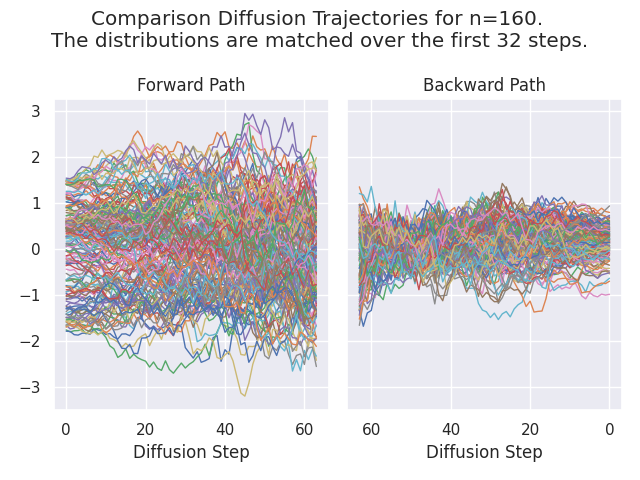 Comparison Diffusion Trajectories for n=160.
The distributions are matched over the first 32 steps.
Forward Path
Backward Path
3
2
1
0
−1
−2
−3
0 20 40 60
60 40 20 0
Diffusion Step
Diffusion Step